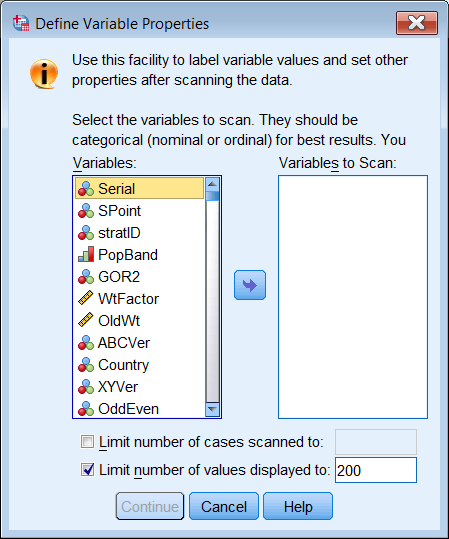 Define Variable Properties
Use this facility to label variable values and set other
properties after scanning the data.
Select the variables to scan. They should be
categorical (nominal or ordinal) for best results. You
Variables:
Variables to Scan:
Serial
SPoint
stratID
PopBand
GOR2
WtFactor
OldWt
ABCVer
Country
XYVer
OddEven
Limit number of cases scanned to:
Limit number of values displayed to: 200
Continue Cancel Help